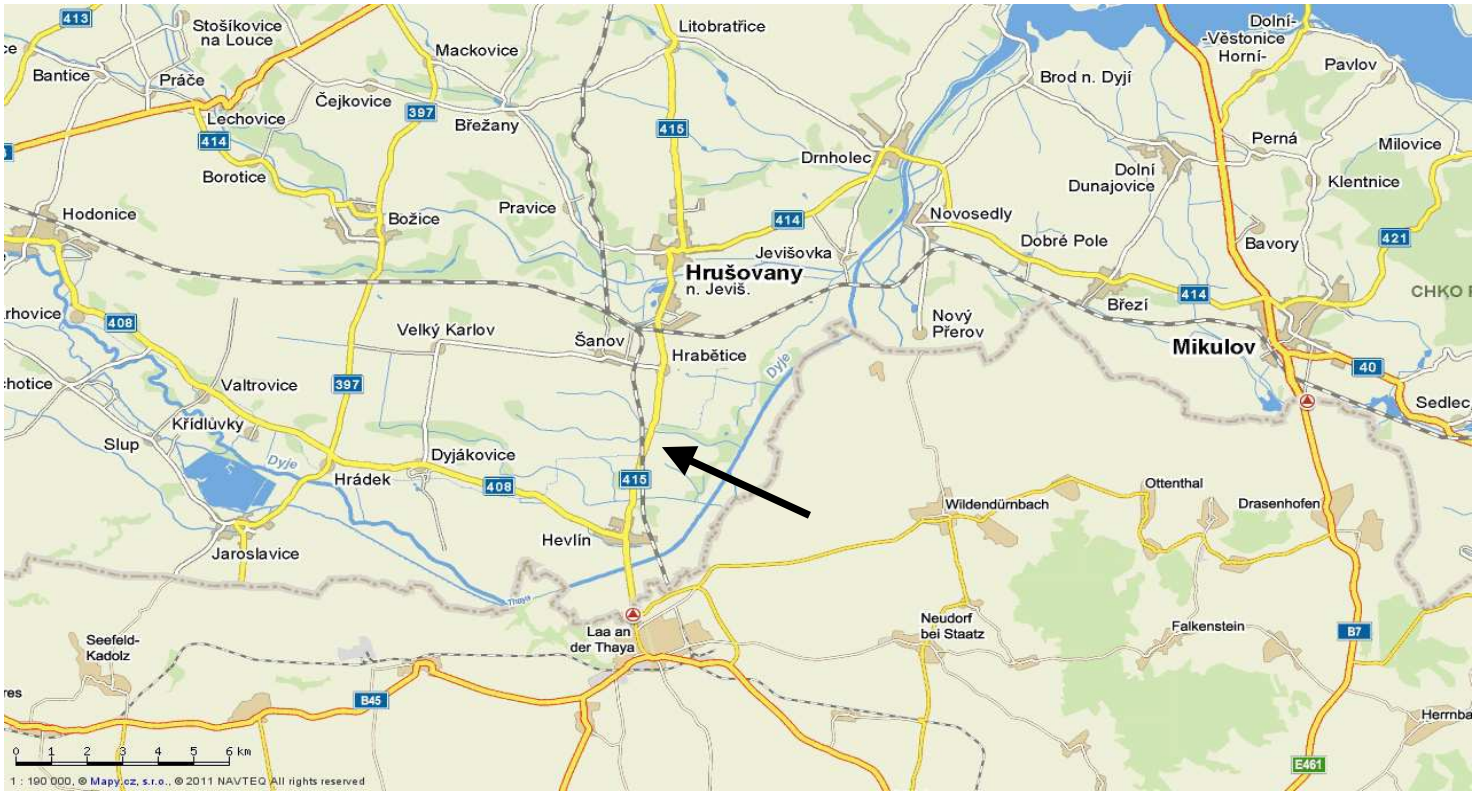 413
Stošíkovice
na Louce
Mackovice
Litobratřice
Dolní-
-Věstonice
Horní-
Pavlov
Bantice
Práče
Čejkovice
397
Břežany
415
Brod n. Dyjí
Lechovice
414
Drnholec
Perná
Milovice
Borotice
Dolní
Dunajovice
Klentnice
Hodonice
Božice
Pravice
414
Novosedly
Jevišovka
Dobré Pole
Bavory
421
Hrušovany
n. Jeviš.
Březí
414
CHKO
408
Velký Karlov
Šanov
Nový
Přerov
Mikulov
Hrabětice
Dyje
40
Valtrovice
397
Sedlec
Křídlůvky
Slup
Dyje
Hrádek
Dyjákovice
408
415
Ottenthal
Wildendürnbach
Drasenhofen
Jaroslavice
Hevlín
Thaya
Seefeld-
Kadolz
Laa an
der Thaya
Neudorf
bei Staatz
Falkenstein
B7
B45
Herrnba
0 1 2 3 4 5 6 km
E461
1 : 190 000, © Mapy.cz, s.r.o., © 2011 NAVTEQ All rights reserved